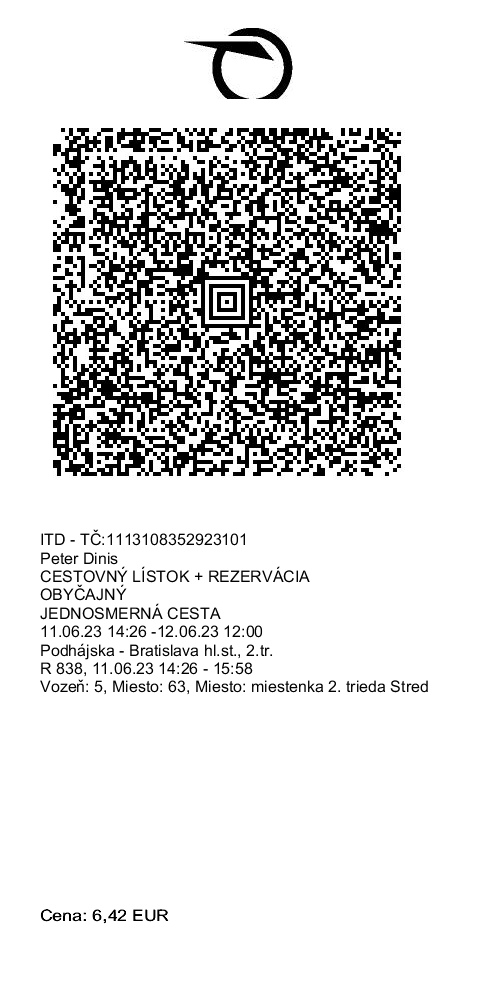 ITD - TČ:1113108352923101
Peter Dinis
CESTOVNÝ LÍSTOK + REZERVÁCIA
OBYČAJNÝ
JEDNOSMERNÁ CESTA
11.06.23 14:26 -12.06.23 12:00
Podhájska - Bratislava hl.st., 2.tr.
R 838, 11.06.23 14:26 - 15:58
Vozeň: 5, Miesto: 63, Miesto: miestenka 2. trieda Stred
Cena: 6,42 EUR